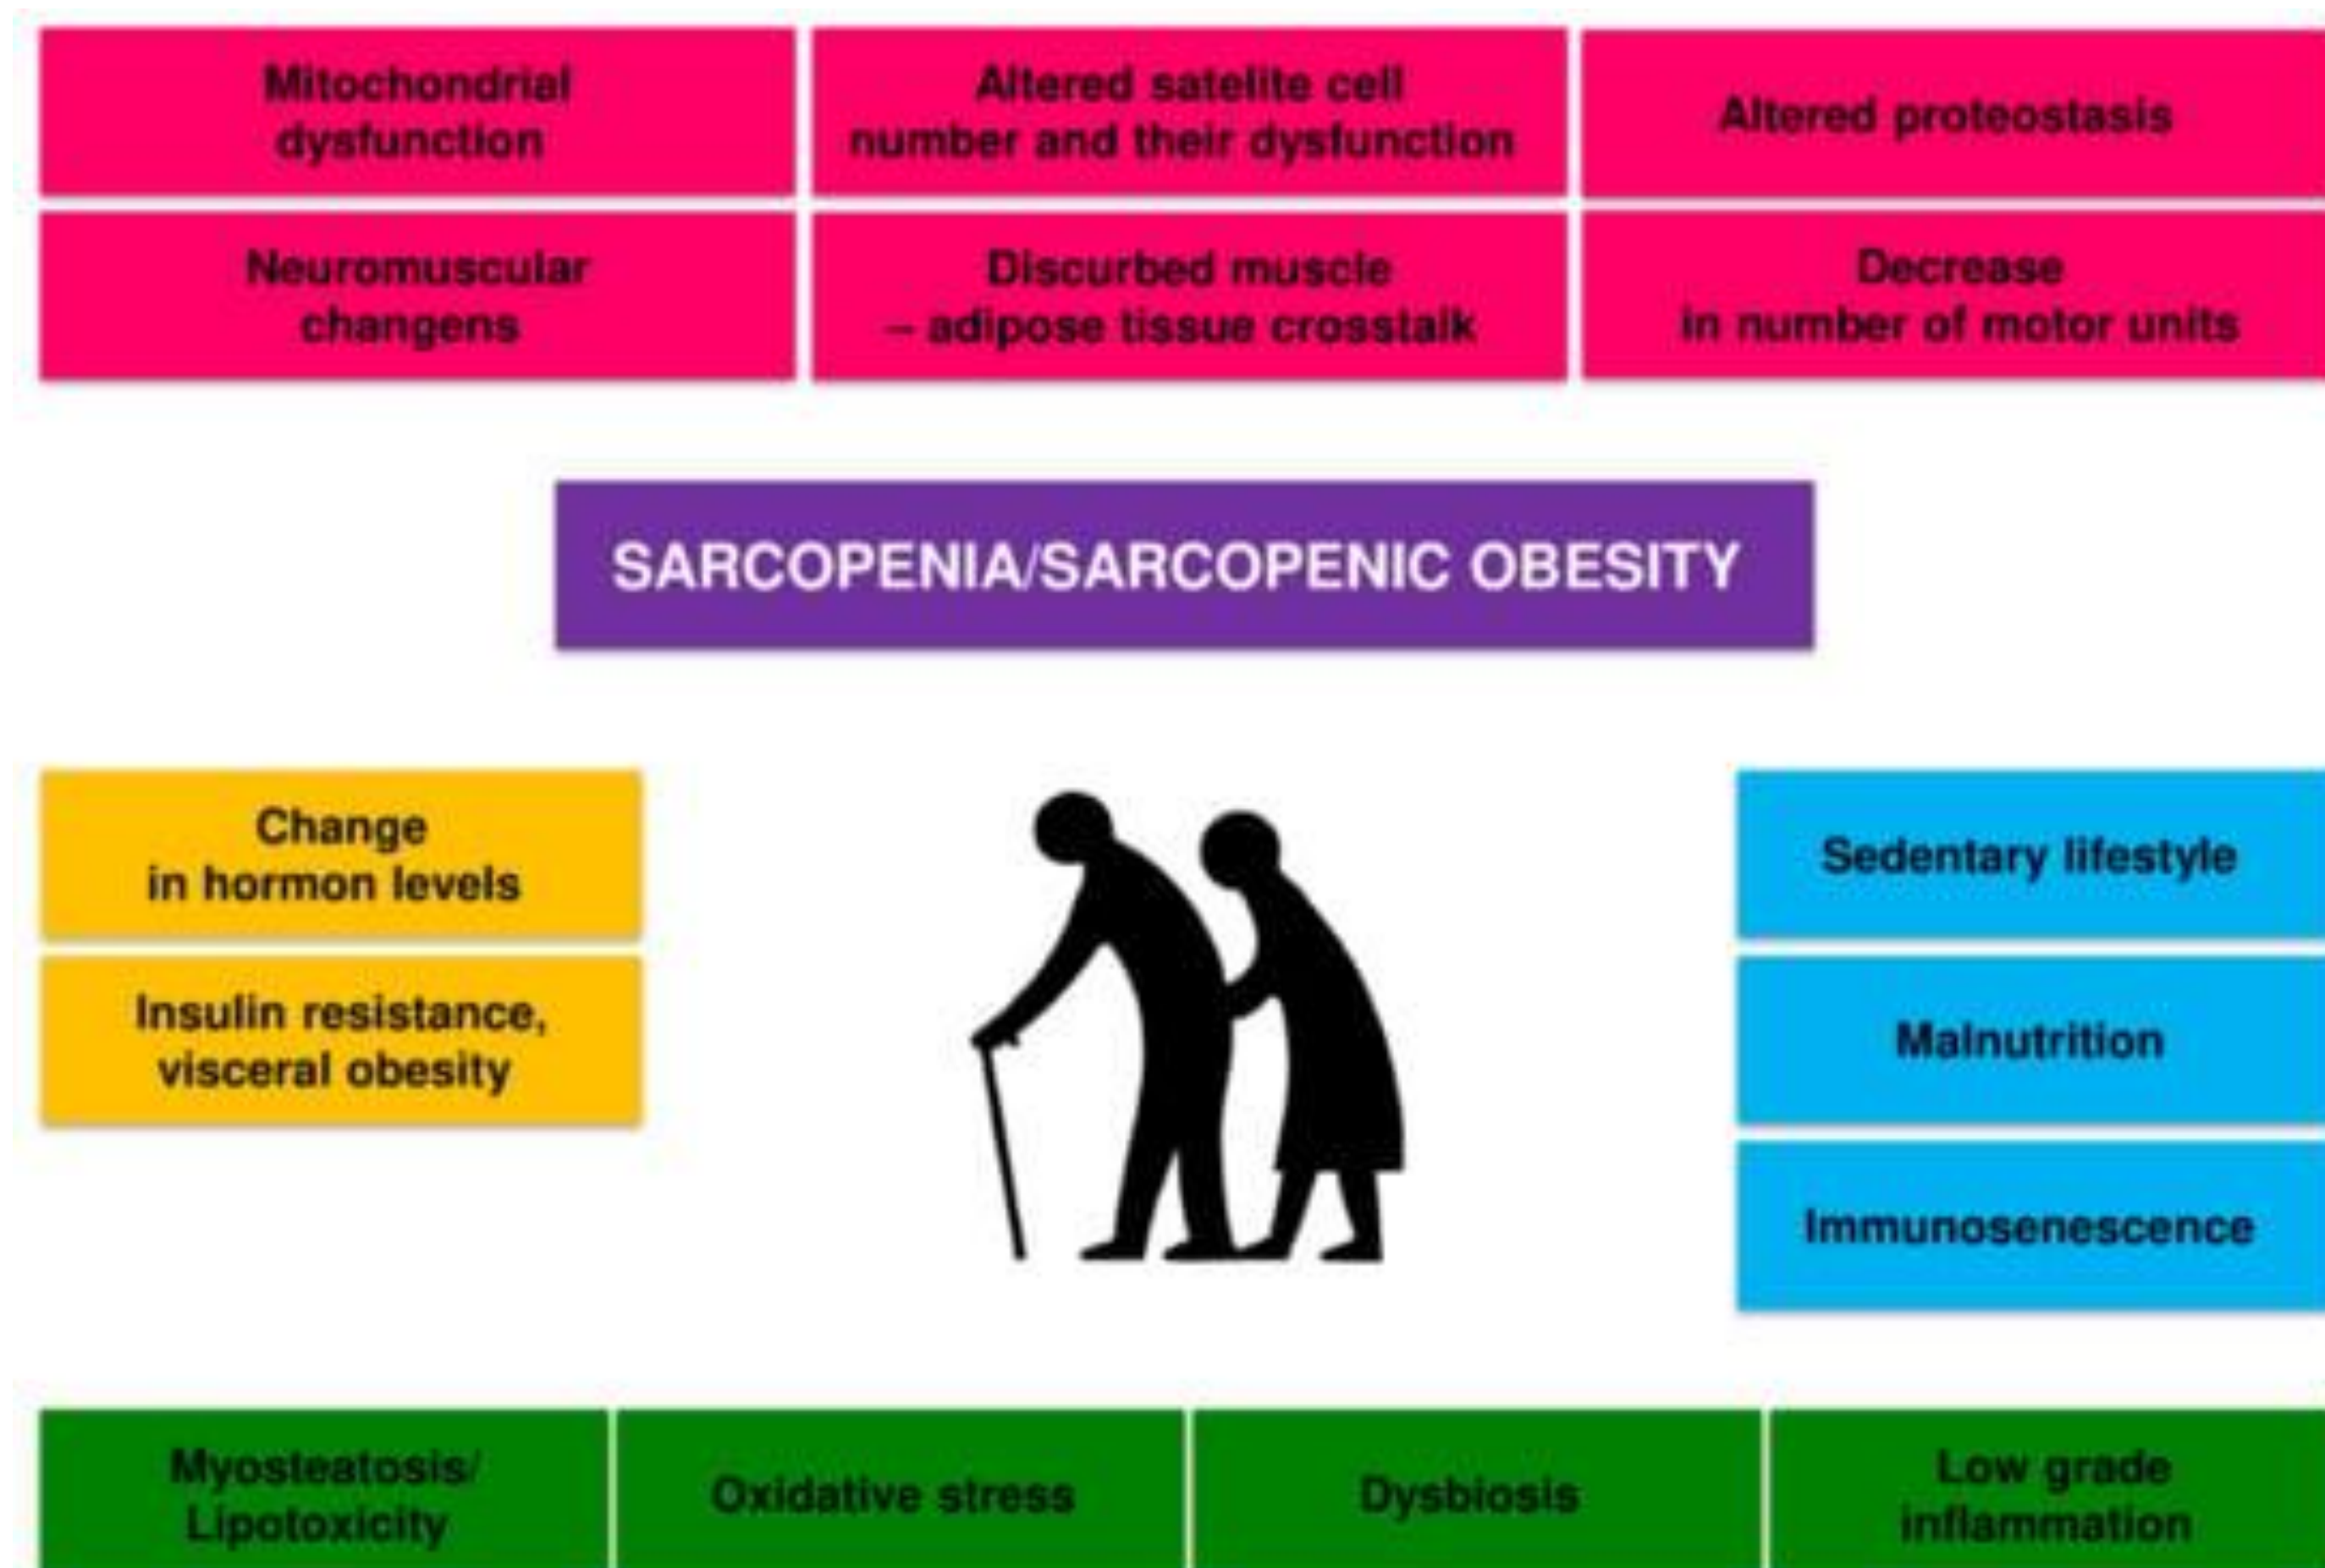 Mitochondrial
dysfunction
Altered satelite cell
number and their dysfunction
Altered proteostasis
Neuromuscular
changens
Discurbed muscle
– adipose tissue crosstalk
Decrease
in number of motor units
SARCOPENIA/SARCOPENIC OBESITY
Change
in hormon levels
Insulin resistance,
visceral obesity
Sedentary lifestyle
Malnutrition
Immunosenescence
Myosteatosis/
Lipotoxicity
Oxidative stress
Dysbiosis
Low grade
inflammation